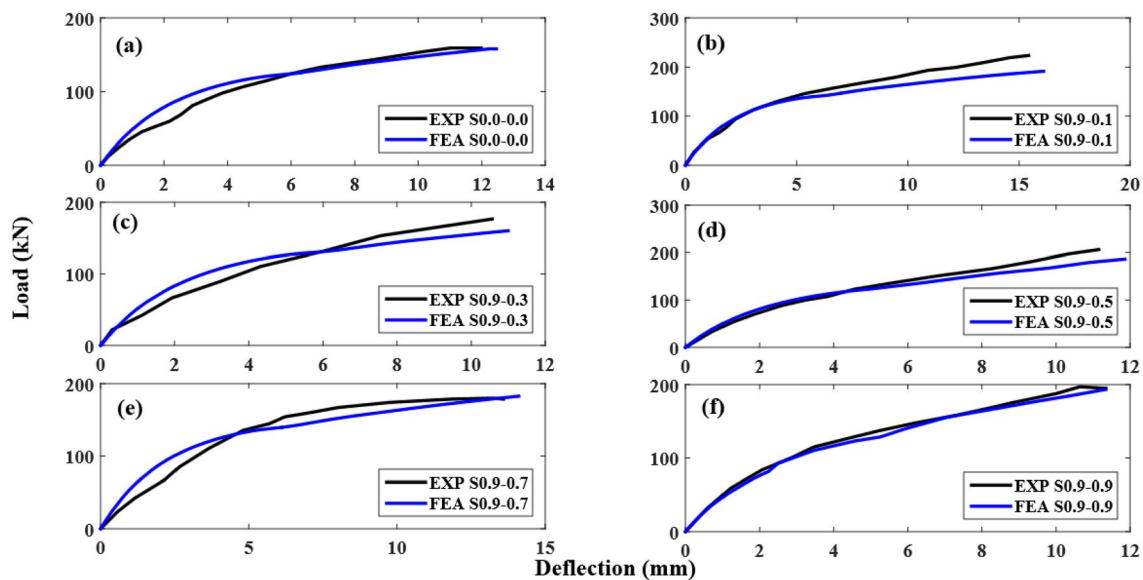 (a)
200
100
0
0 2 4 6 8 10 12 14
EXP S0.0-0.0
FEA S0.0-0.0
(b)
300
200
100
0
0 5 10 15 20
EXP S0.9-0.1
FEA S0.9-0.1
(c)
200
100
0
0 2 4 6 8 10 12
EXP S0.9-0.3
FEA S0.9-0.3
(d)
300
200
100
0
0 2 4 6 8 10 12
EXP S0.9-0.5
FEA S0.9-0.5
(e)
200
100
0
0 5 10 15
EXP S0.9-0.7
FEA S0.9-0.7
(f)
200
100
0
0 2 4 6 8 10 12
EXP S0.9-0.9
FEA S0.9-0.9
Load (kN)
Deflection (mm)